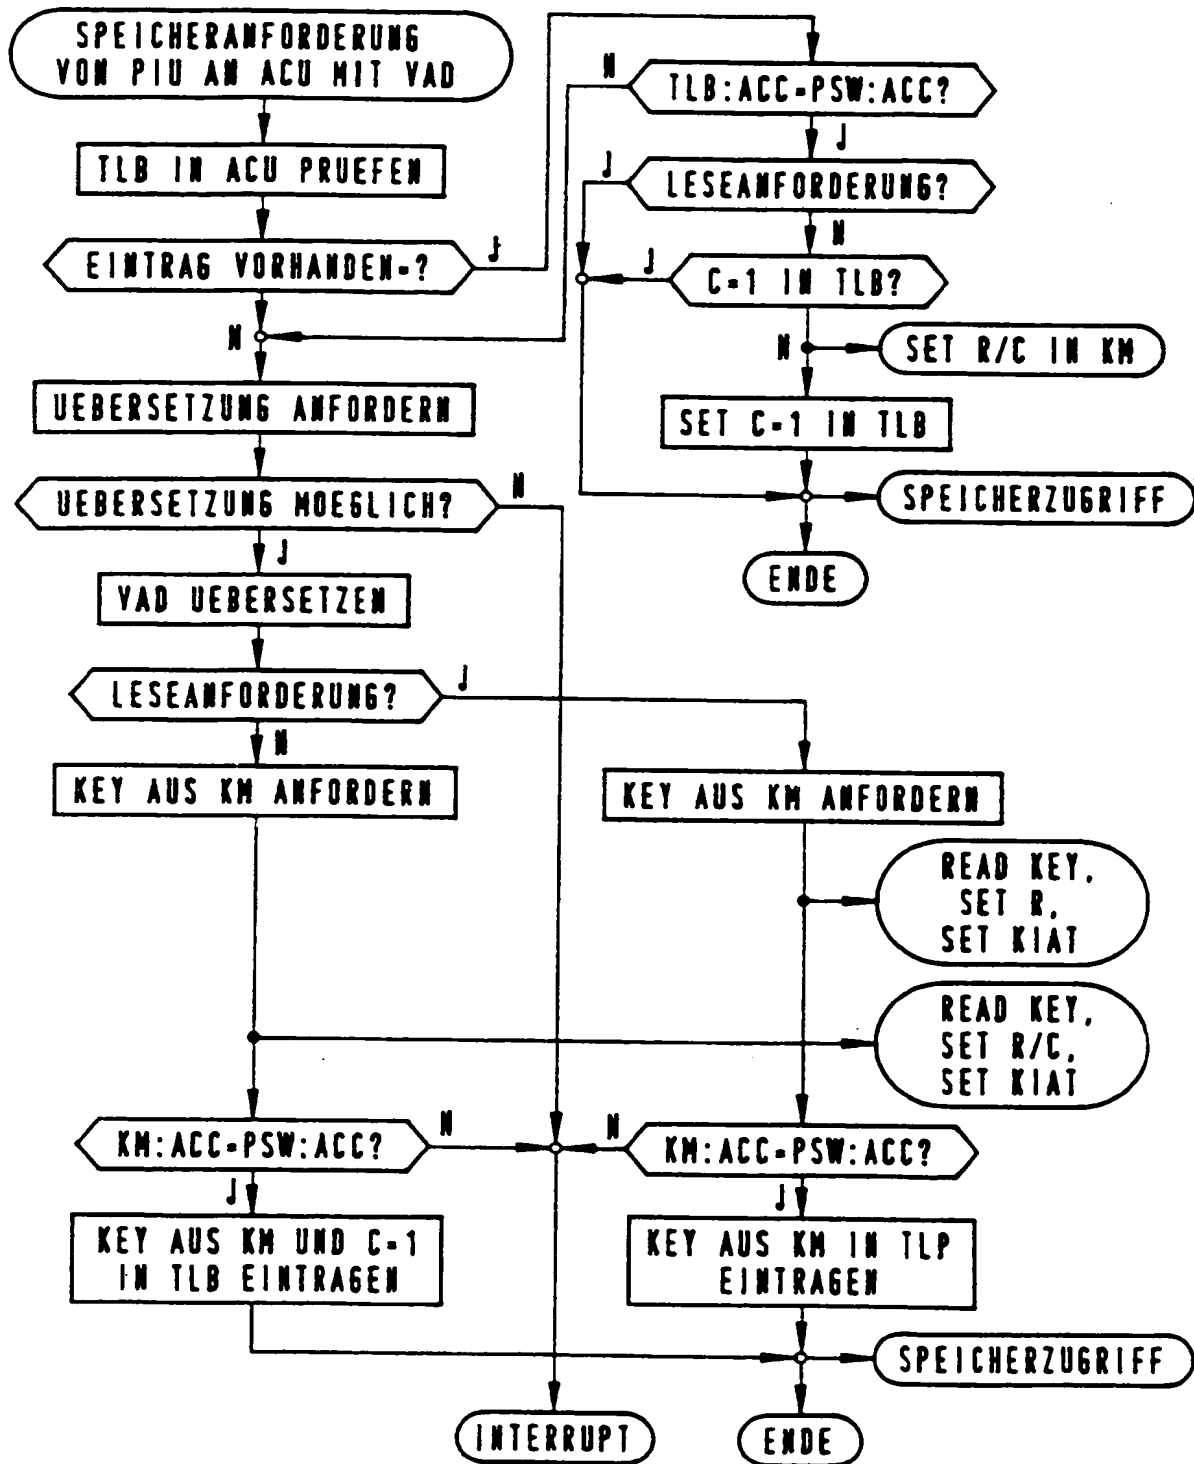 SPEICHERANFORDERUNG
VON PIU AN ACU MIT VAD
TLB IN ACU PRUEFEN
EINTRAG VORHANDEN=?
J
N
UEBERSETZUNG ANFORDERN
UEBERSETZUNG MOEGLICH?
N
J
VAD UEBERSETZEN
LESEANFORDERUNG?
J
N
KEY AUS KM ANFORDERN
KM:ACC=PSW:ACC?
N
J
KEY AUS KM UND C=1
IN TLB EINTRAGEN
INTERRUPT
N
TLB:ACC=PSW:ACC?
J
J
LESEANFORDERUNG?
N
J
C=1 IN TLB?
N
SET R/C IN KM
SET C=1 IN TLB
SPEICHERZUGRIFF
ENDE
KEY AUS KM ANFORDERN
READ KEY,
SET R,
SET KIAT
READ KEY,
SET R/C,
SET KIAT
N
KM:ACC=PSW:ACC?
J
KEY AUS KM IN TLP
EINTRAGEN
SPEICHERZUGRIFF
ENDE